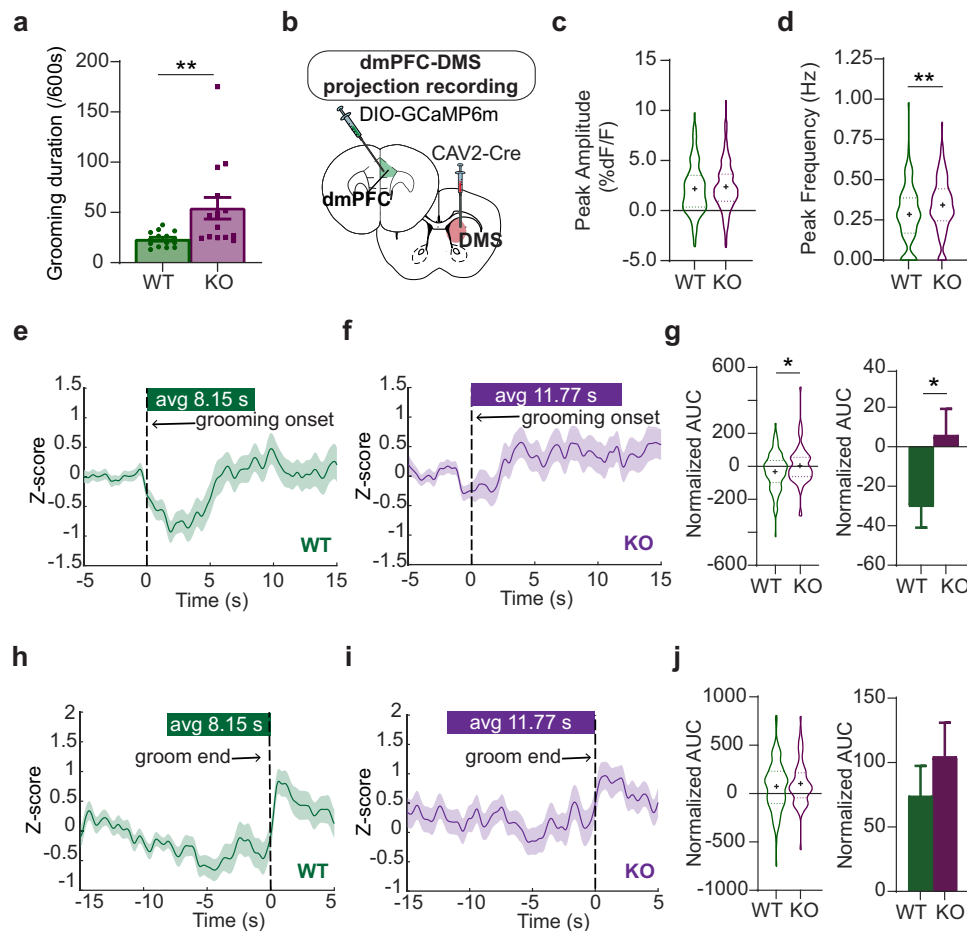 a
Grooming duration (/600s)
200
150
100
50
0
**
WT
KO
b
dmPFC-DMS
projection recording
DIO-GCaMP6m
CAV2-Cre
dmPFC
DMS
c
Peak Amplitude
(%dF/F)
15
10
5.0
0.0
-5.0
WT KO
d
Peak Frequency (Hz)
1.25
1.00
0.75
0.50
0.25
0.00
**
WT KO
e
Z-score
1.5
1
0.5
0
-0.5
-1
-1.5
avg 8.15 s
grooming onset
WT
-5 0 5 10 15
Time (s)
f
Z-score
1.5
1
0.5
0
-0.5
-1
1.5
avg 11.77 s
grooming onset
KO
-5 0 5 10 15
Time (s)
g
Normalized AUC
600
400
200
0
-200
-600
*
WT KO
Normalized AUC
40
20
0
-20
-40
-60
*
WT KO
h
Z-score
2
1.5
1
0.5
0
-0.5
-1
avg 8.15 s
groom end
WT
-15 -10 -5 0 5
Time (s)
i
Z-score
2
1.5
1
0.5
0
-0.5
-1
avg 11.77 s
groom end
KO
-15 -10 -5 0 5
Time (s)
j
Normalized AUC
1000
500
0
-500
-1000
WT KO
Normalized AUC
150
100
50
0
WT KO